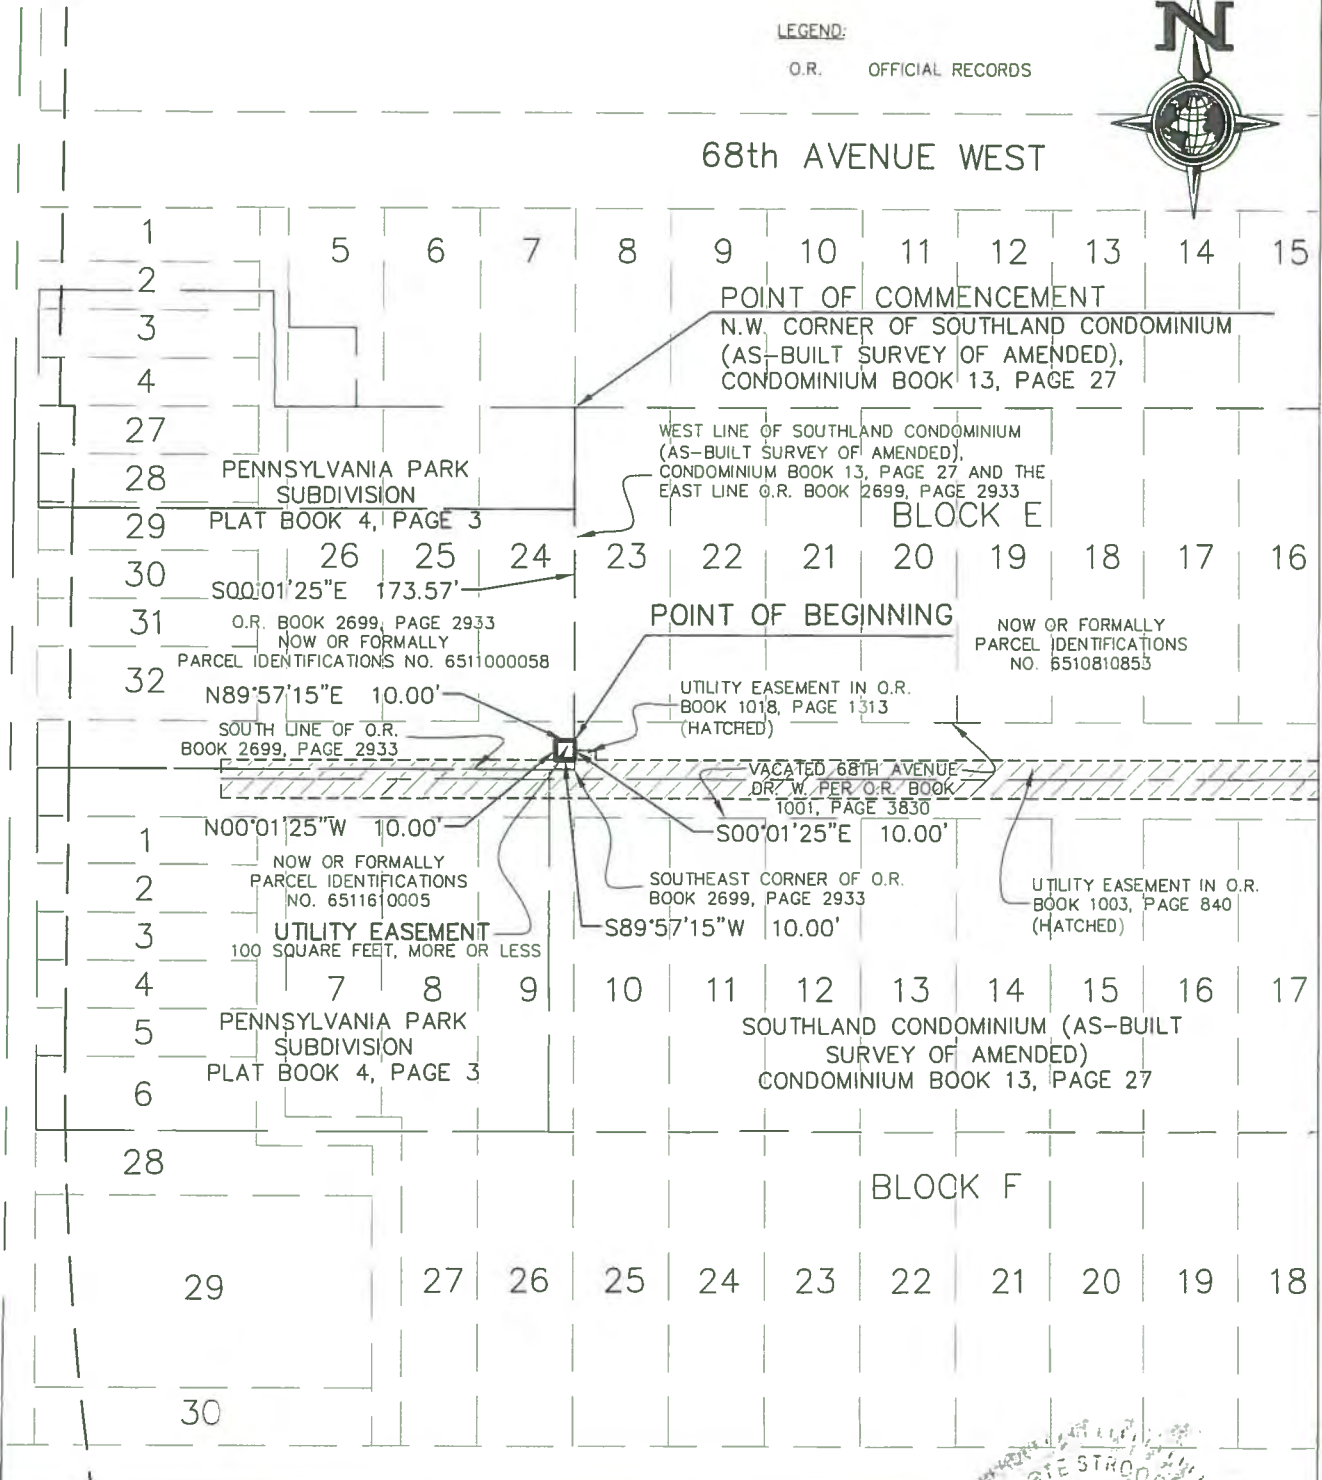 N
LEGEND:
O.R. OFFICIAL RECORDS
68th AVENUE WEST
1
2
3
4
5 6 7 8 9 10 11 12 13 14 15
POINT OF COMMENCEMENT
N.W. CORNER OF SOUTHLAND CONDOMINIUM
(AS-BUILT SURVEY OF AMENDED),
CONDOMINIUM BOOK 13, PAGE 27
27
28
29
30
31
32
PENNSYLVANIA PARK
SUBDIVISION
PLAT BOOK 4, PAGE 3
WEST LINE OF SOUTHLAND CONDOMINIUM
(AS-BUILT SURVEY OF AMENDED),
CONDOMINIUM BOOK 13, PAGE 27 AND THE
EAST LINE O.R. BOOK 2699, PAGE 2933
BLOCK E
26 25 24 23 22 21 20 19 18 17 16
S00°01'25"E 173.57'
O.R. BOOK 2699, PAGE 2933
NOW OR FORMALLY
PARCEL IDENTIFICATIONS NO. 6511000058
POINT OF BEGINNING
NOW OR FORMALLY
PARCEL IDENTIFICATIONS
NO. 6510810853
N89°57'15"E 10.00'
UTILITY EASEMENT IN O.R.
BOOK 1018, PAGE 1313
(HATCHED)
SOUTH LINE OF O.R.
BOOK 2699, PAGE 2933
VACATED 68TH AVENUE
DR. W. PER O.R. BOOK
1001, PAGE 3830
N00°01'25"W 10.00'
S00°01'25"E 10.00'
1
2
3
4
5
6
NOW OR FORMALLY
PARCEL IDENTIFICATIONS
NO. 6511610005
SOUTHEAST CORNER OF O.R.
BOOK 2699, PAGE 2933
UTILITY EASEMENT IN O.R.
BOOK 1003, PAGE 840
(HATCHED)
UTILITY EASEMENT
100 SQUARE FEET, MORE OR LESS
S89°57'15"W 10.00'
7 8 9 10 11 12 13 14 15 16 17
PENNSYLVANIA PARK
SUBDIVISION
PLAT BOOK 4, PAGE 3
SOUTHLAND CONDOMINIUM (AS-BUILT
SURVEY OF AMENDED)
CONDOMINIUM BOOK 13, PAGE 27
28
BLOCK F
29
27 26 25 24 23 22 21 20 19 18
30